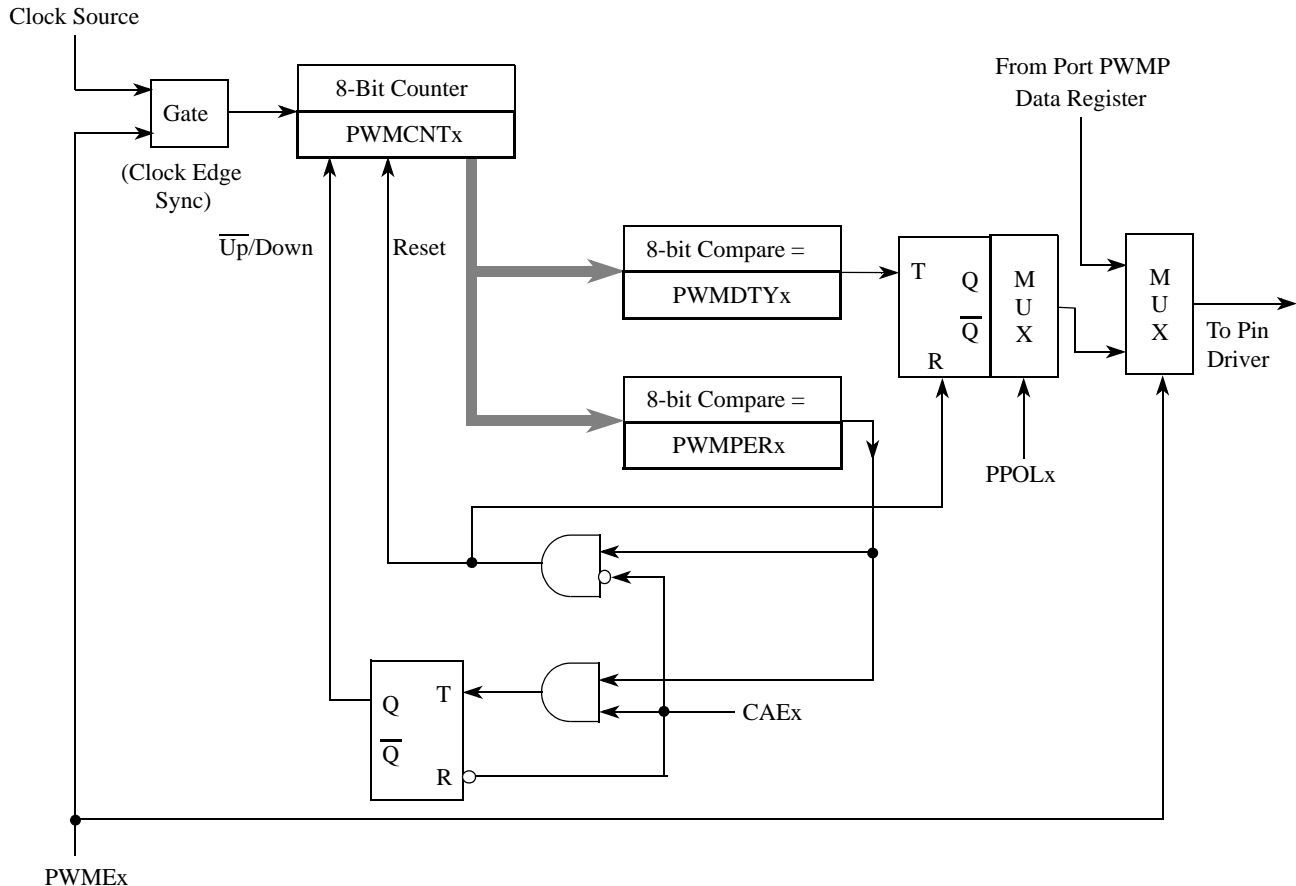 Clock Source
From Port PWMP
Data Register
8-Bit Counter
Gate
PWMCNTx
(Clock Edge
Sync)
U̅p̅/Down
Reset
8-bit Compare =
PWMDTYx
T
Q
Q̅
R
M
U
X
M
U
X
To Pin
Driver
8-bit Compare =
PWMPERx
PPOLx
Q
T
Q̅
R
CAEx
PWMEx